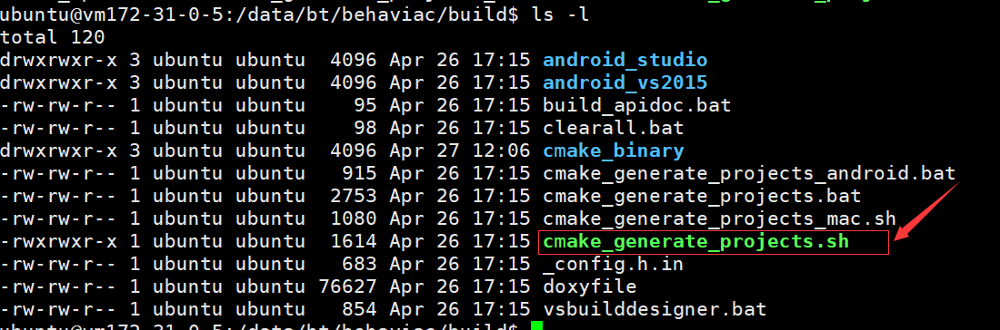 ubuntu@vm172-31-0-5:/data/bt/behaviac/build$ ls -l
total 120
drwxrwxr-x 3 ubuntu ubuntu  4096 Apr 26 17:15 android_studio
drwxrwxr-x 3 ubuntu ubuntu  4096 Apr 26 17:15 android_vs2015
-rw-rw-r-- 1 ubuntu ubuntu    95 Apr 26 17:15 build_apidoc.bat
-rw-rw-r-- 1 ubuntu ubuntu    98 Apr 26 17:15 clearall.bat
drwxrwxr-x 3 ubuntu ubuntu  4096 Apr 27 12:06 cmake_binary
-rw-rw-r-- 1 ubuntu ubuntu   915 Apr 26 17:15 cmake_generate_projects_android.bat
-rw-rw-r-- 1 ubuntu ubuntu  2753 Apr 26 17:15 cmake_generate_projects.bat
-rw-rw-r-- 1 ubuntu ubuntu  1080 Apr 26 17:15 cmake_generate_projects_mac.sh
-rwxrwxr-x 1 ubuntu ubuntu  1614 Apr 26 17:15 cmake_generate_projects.sh
-rw-rw-r-- 1 ubuntu ubuntu   683 Apr 26 17:15 _config.h.in
-rw-rw-r-- 1 ubuntu ubuntu 76627 Apr 26 17:15 doxyfile
-rw-rw-r-- 1 ubuntu ubuntu   854 Apr 26 17:15 vsbuilddesigner.bat
ubuntu@vm172-31-0-5:/data/bt/behaviac/build$